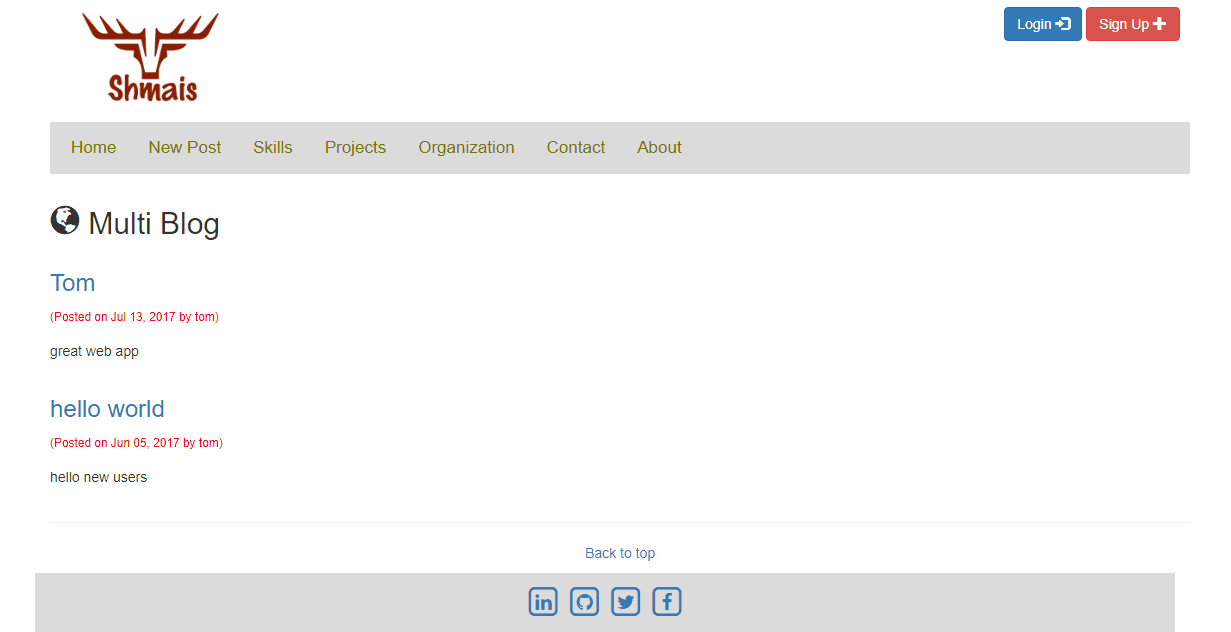 Shmais
Login
Sign Up
Home New Post Skills Projects Organization Contact About
Multi Blog
Tom
(Posted on Jul 13, 2017 by tom)
great web app
hello world
(Posted on Jun 05, 2017 by tom)
hello new users
Back to top
in